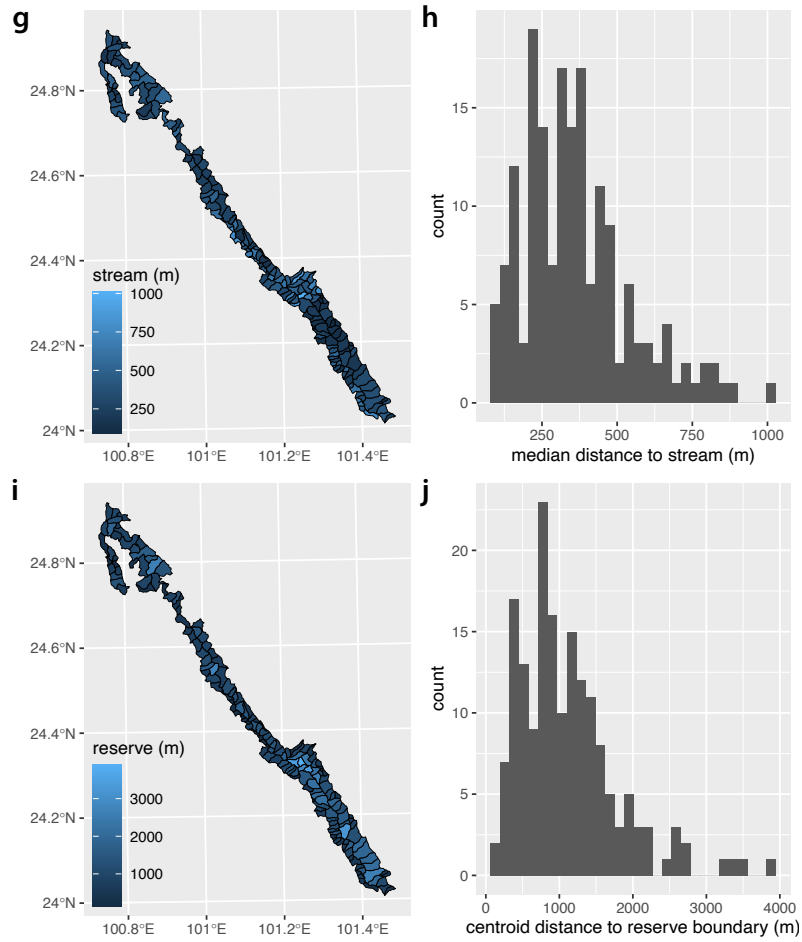 g
24.8°N
24.6°N
24.4°N
24.2°N
24°N
stream (m)
1000
750
500
250
100.8°E 101°E 101.2°E 101.4°E
h
count
15
10
5
0
250 500 750 1000
median distance to stream (m)
i
24.8°N
24.6°N
24.4°N
24.2°N
24°N
reserve (m)
3000
2000
1000
100.8°E 101°E 101.2°E 101.4°E
j
count
20
15
10
5
0
0 1000 2000 3000 4000
centroid distance to reserve boundary (m)